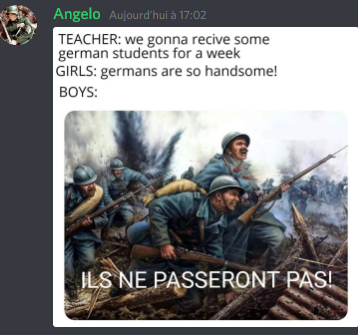 Angelo Aujourd'hui à 17:02
TEACHER: we gonna recive some
german students for a week
GIRLS: germans are so handsome!
BOYS:
ILS NE PASSERONT PAS!